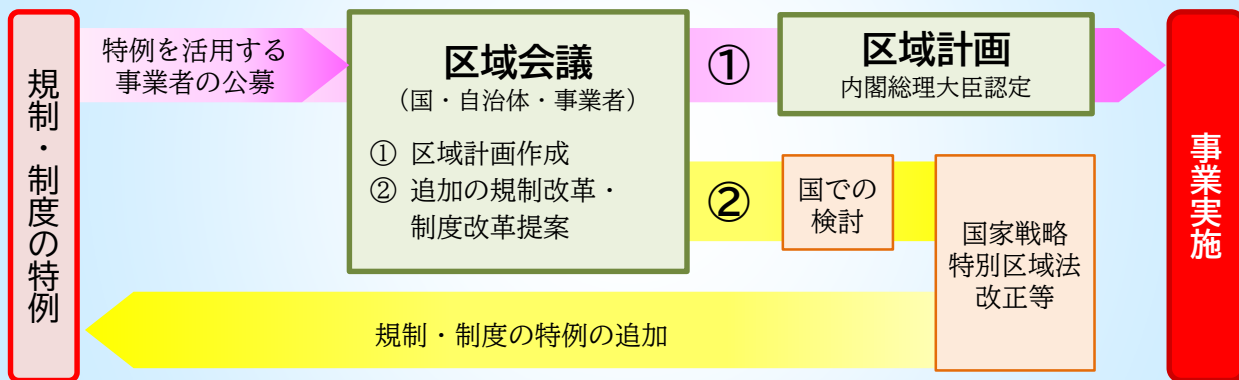 規制・制度の特例
特例を活用する
事業者の公募
区域会議
（国・自治体・事業者）
① 区域計画作成
② 追加の規制改革・
制度改革提案
①
区域計画
内閣総理大臣認定
②
国での
検討
国家戦略
特別区域法
改正等
規制・制度の特例の追加
事業実施